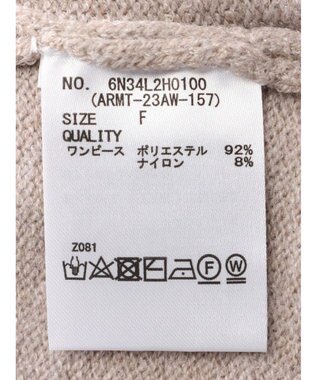 NO. 6N34L2H0100
(ARMT-23AW-157)
SIZE F
QUALITY
ワンピース ポリエステル 92%
ナイロン 8%
Z081
F W